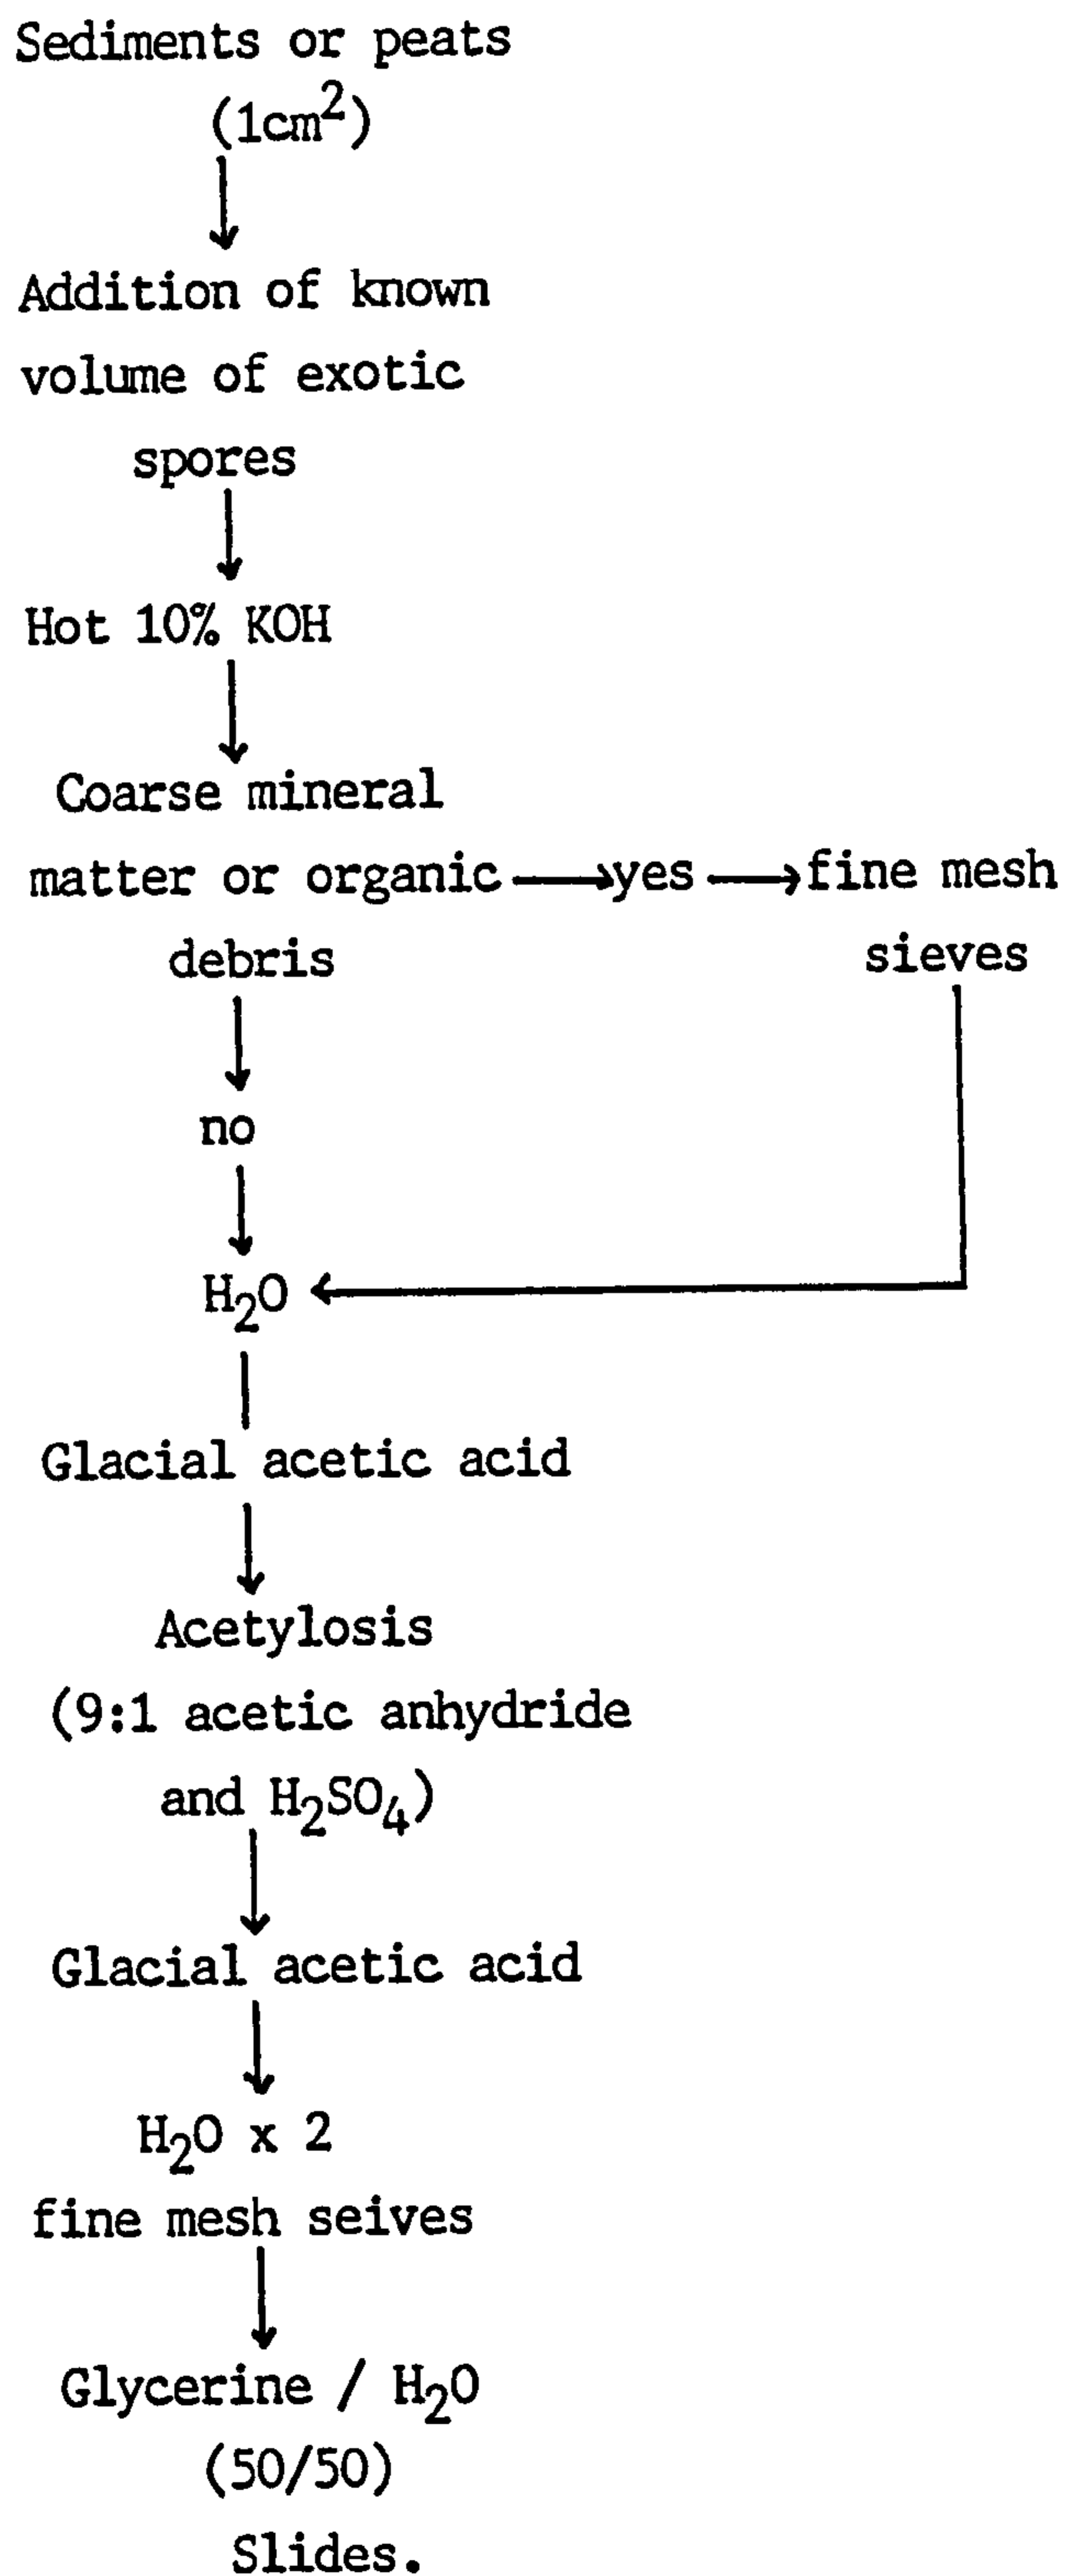 Sediments or peats
(1cm²)
Addition of known
volume of exotic
spores
Hot 10% KOH
Coarse mineral
matter or organic → yes → fine mesh
debris
sieves
no
H₂O
Glacial acetic acid
Acetylosis
(9:1 acetic anhydride
and H₂SO₄)
Glacial acetic acid
H₂O x 2
fine mesh seives
Glycerine / H₂O
(50/50)
Slides.